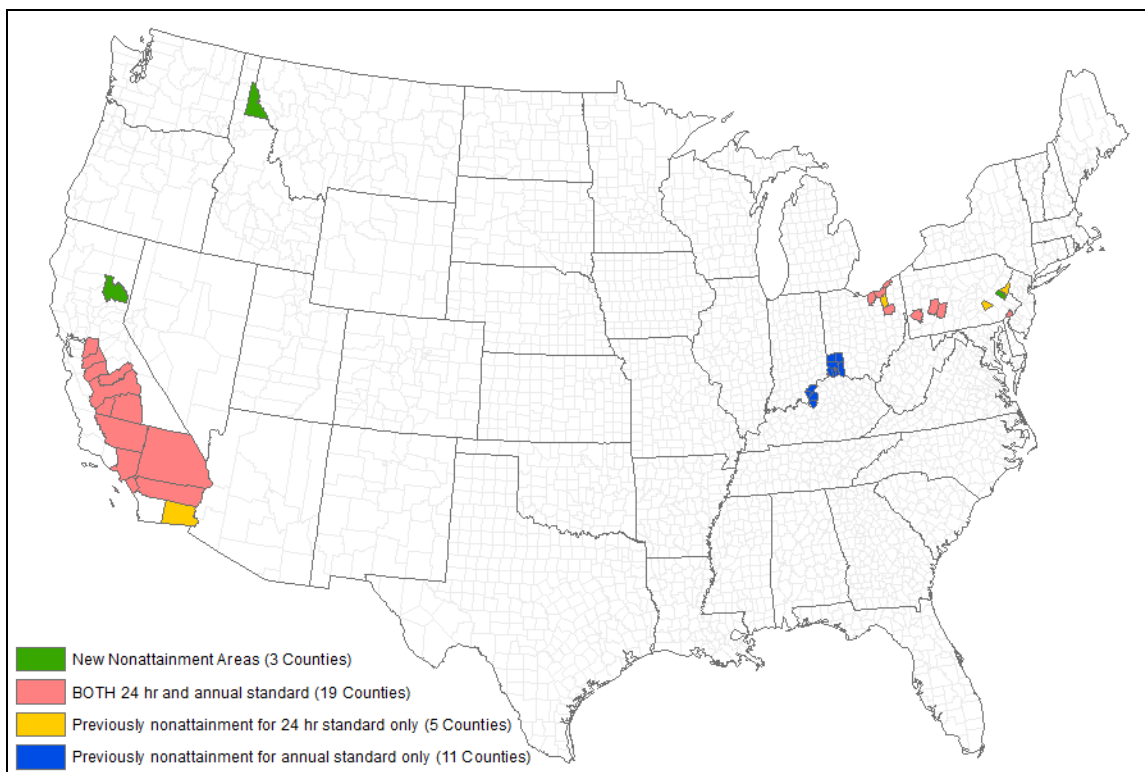 New Nonattainment Areas (3 Counties)
BOTH 24 hr and annual standard (19 Counties)
Previously nonattainment for 24 hr standard only (5 Counties)
Previously nonattainment for annual standard only (11 Counties)